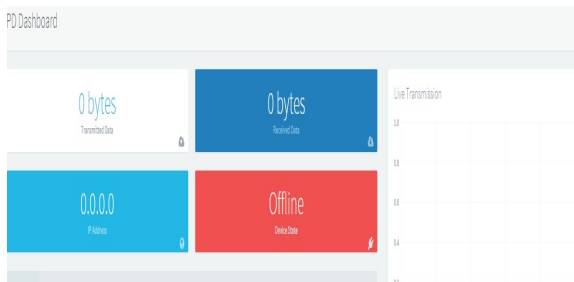 PD Dashboard
0 bytes
Transmitted Data
0 bytes
Received Data
0.0.0.0
IP Address
Offline
Device State
Live Transmission
1.0
0.8
0.6
0.4